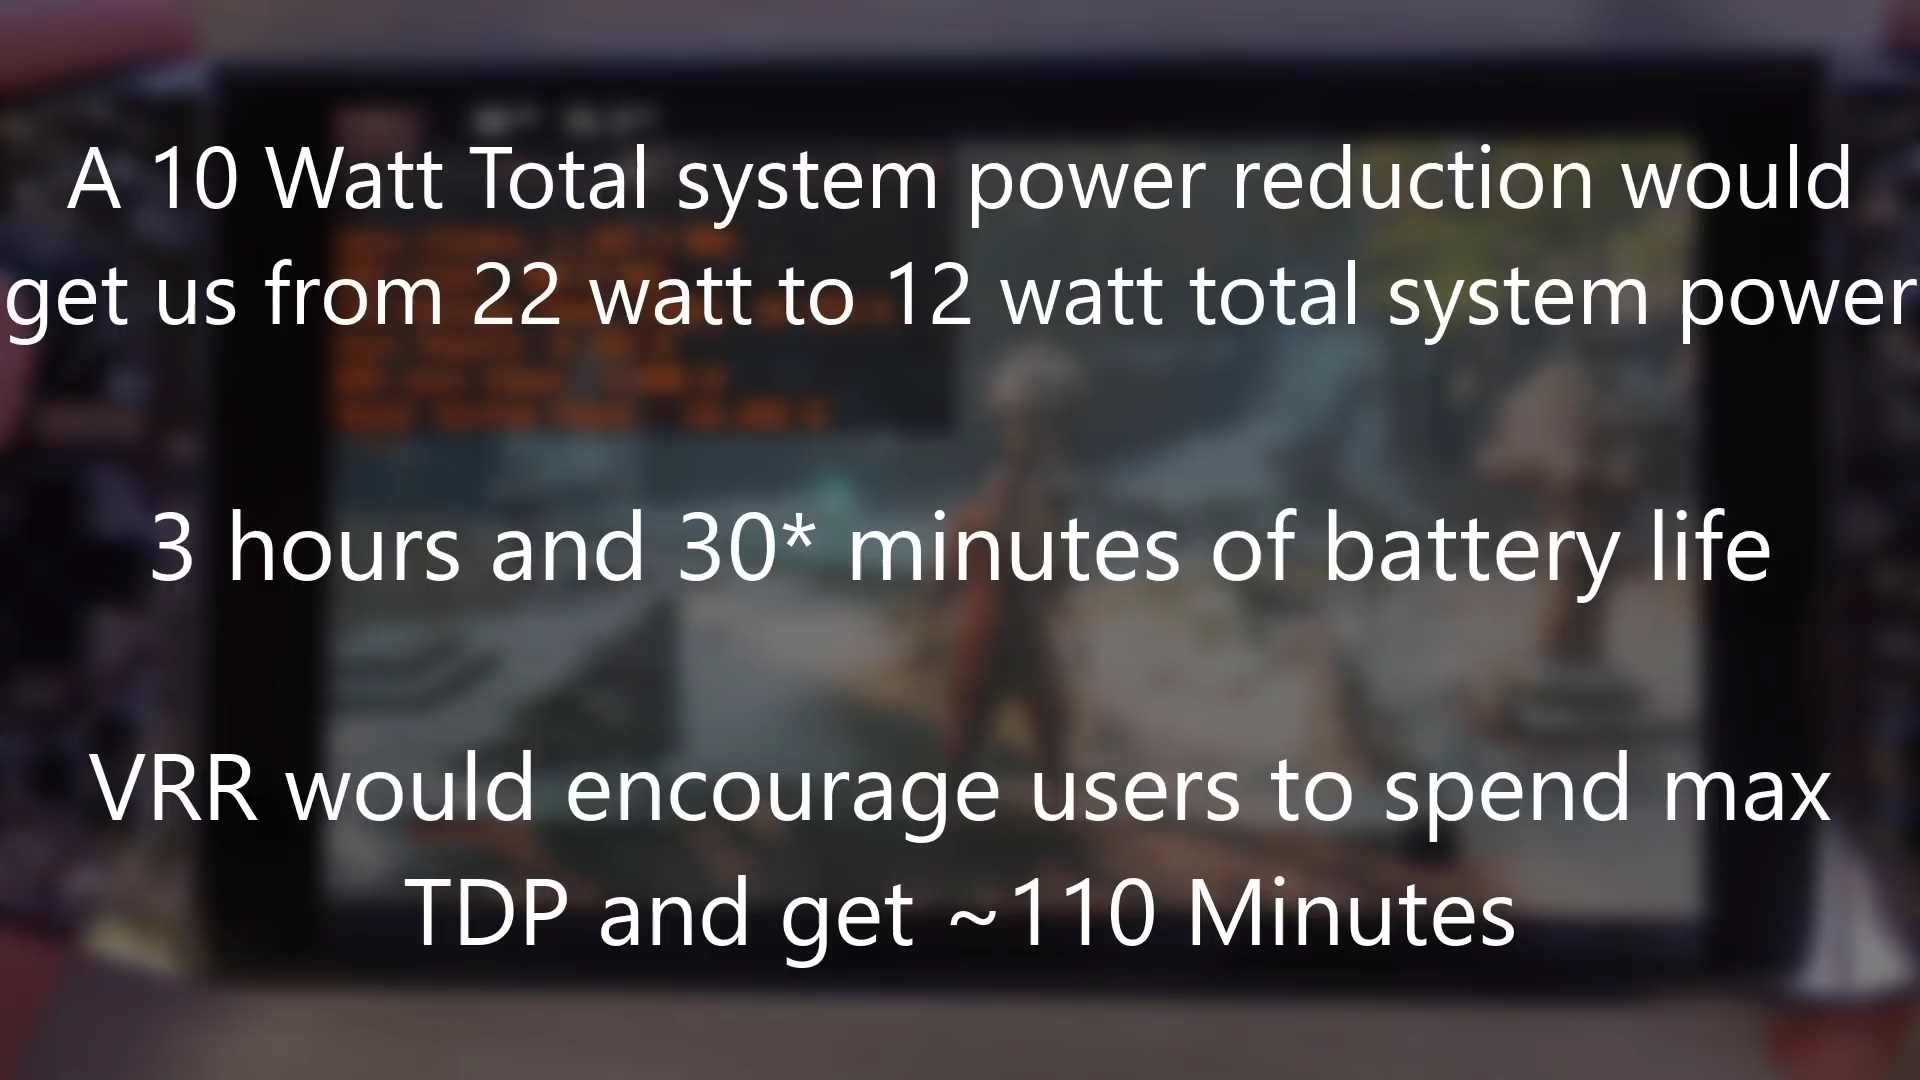 A 10 Watt Total system power reduction would
get us from 22 watt to 12 watt total system power
3 hours and 30* minutes of battery life
VRR would encourage users to spend max
TDP and get ~110 Minutes